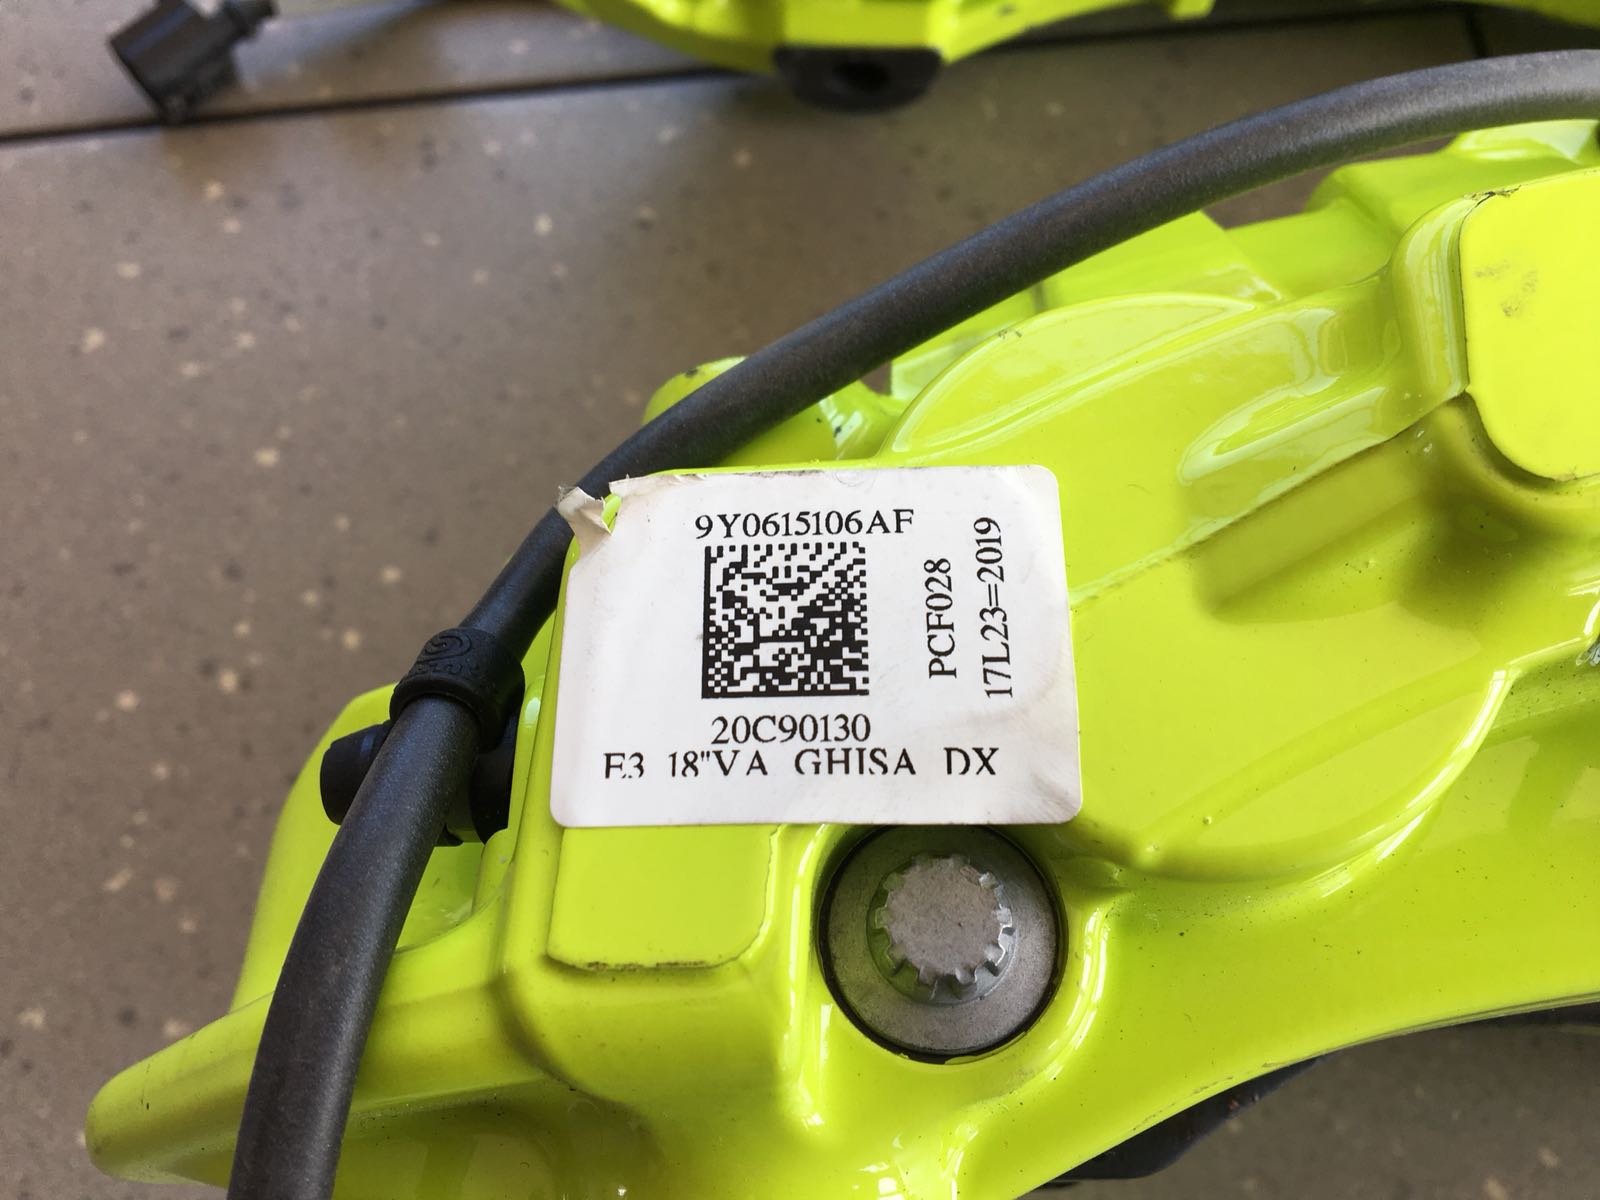 9Y0615106AF
PCF028
17L23=2019
20C90130
E3 18"VA GHISA DX